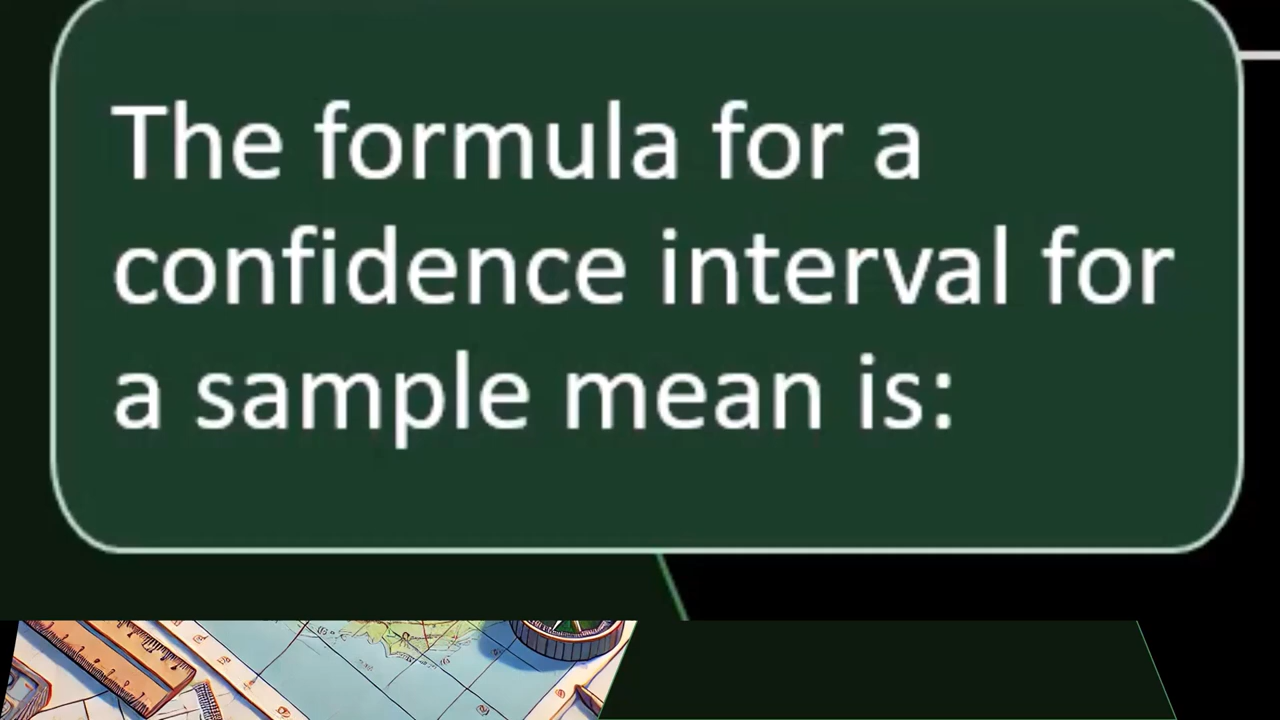 The formula for a
confidence interval for
a sample mean is: